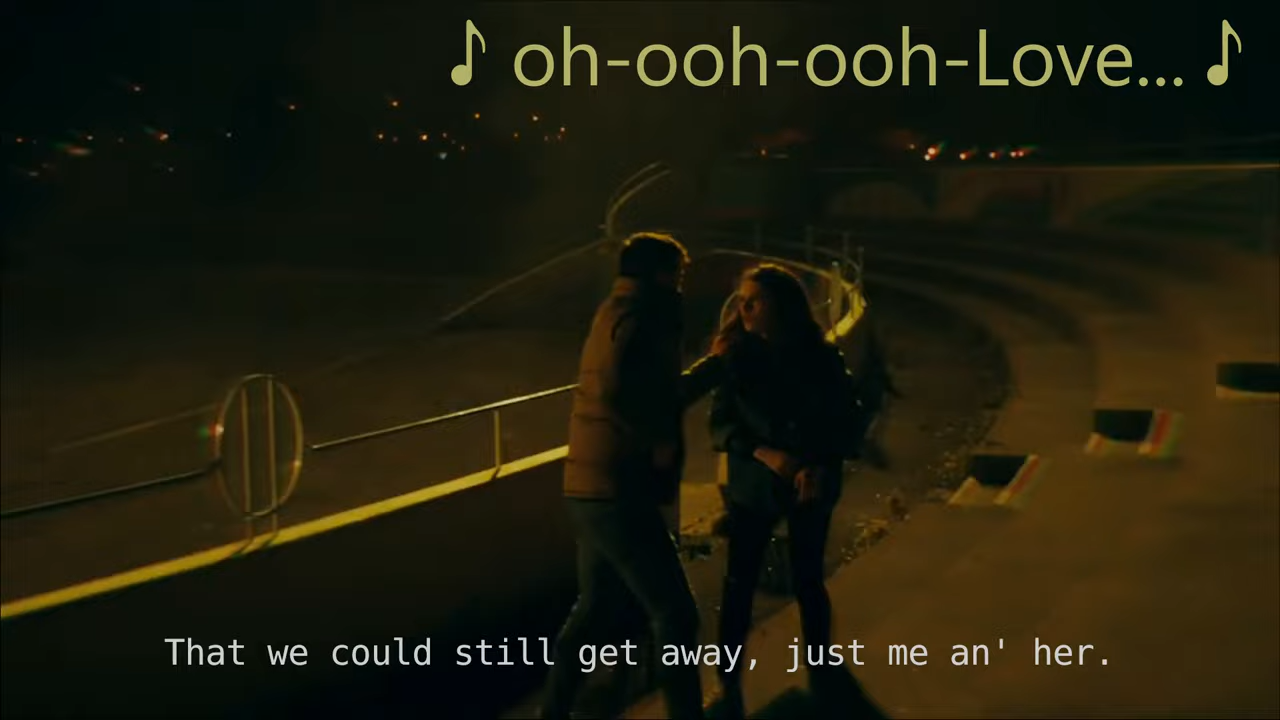 ♪ oh-ooh-ooh-Love... ♪
That we could still get away, just me an' her.